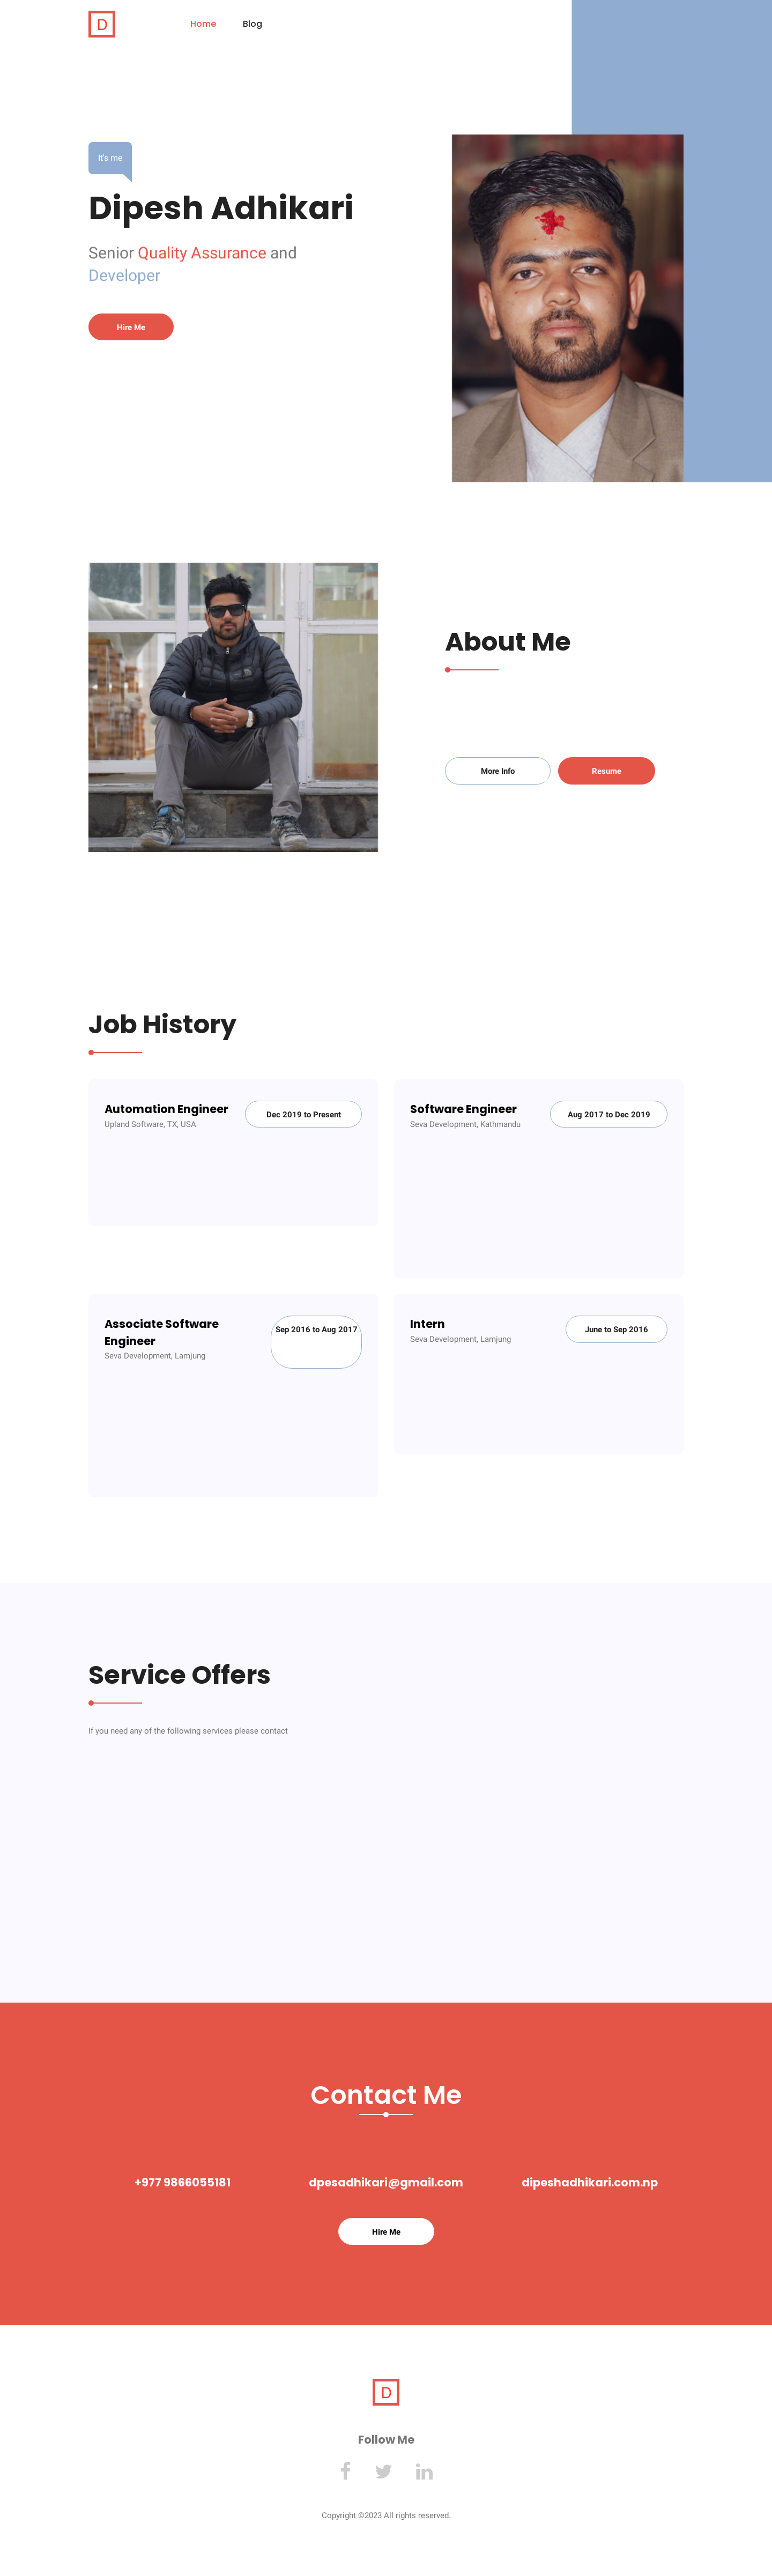 D
Home
Blog
It's me
Dipesh Adhikari
Senior Quality Assurance and
Developer
Hire Me
About Me
More Info
Resume
Job History
Automation Engineer
Upland Software, TX, USA
Dec 2019 to Present
Software Engineer
Seva Development, Kathmandu
Aug 2017 to Dec 2019
Associate Software
Engineer
Seva Development, Lamjung
Sep 2016 to Aug 2017
Intern
Seva Development, Lamjung
June to Sep 2016
Service Offers
If you need any of the following services please contact
Contact Me
+977 9866055181
dpesadhikari@gmail.com
dipeshadhikari.com.np
Hire Me
D
Follow Me
Copyright ©2023 All rights reserved.